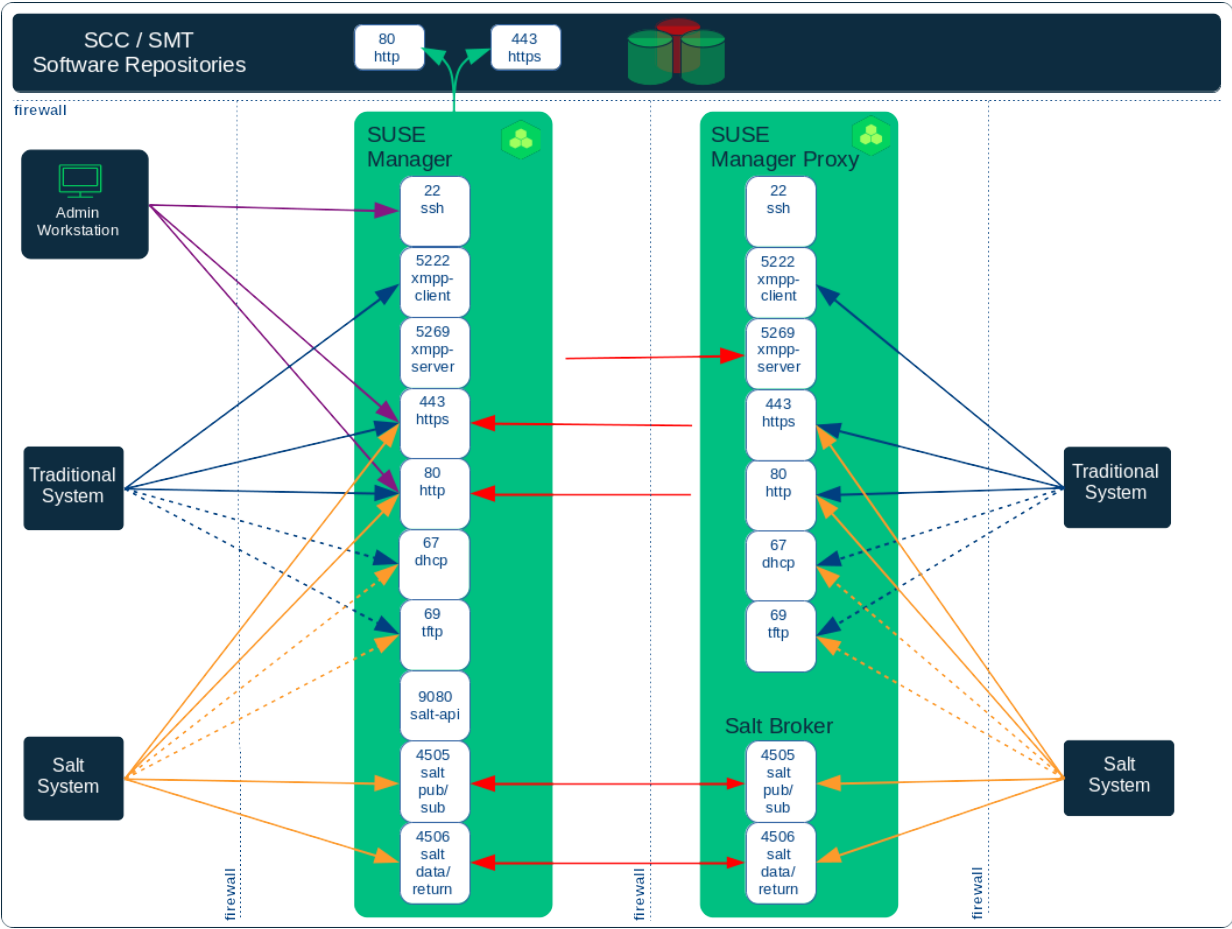 SCC / SMT
Software Repositories
80
http
443
https
firewall
SUSE
Manager
SUSE
Manager Proxy
Admin
Workstation
22
ssh
5222
xmpp-
client
5269
xmpp-
server
443
https
80
http
67
dhcp
69
tftp
9080
salt-api
4505
salt
pub/
sub
4506
salt
data/
return
22
ssh
5222
xmpp-
client
5269
xmpp-
server
443
https
80
http
67
dhcp
69
tftp
Salt Broker
4505
salt
pub/
sub
4506
salt
data/
return
Traditional
System
Salt
System
Traditional
System
Salt
System
firewall
firewall
firewall